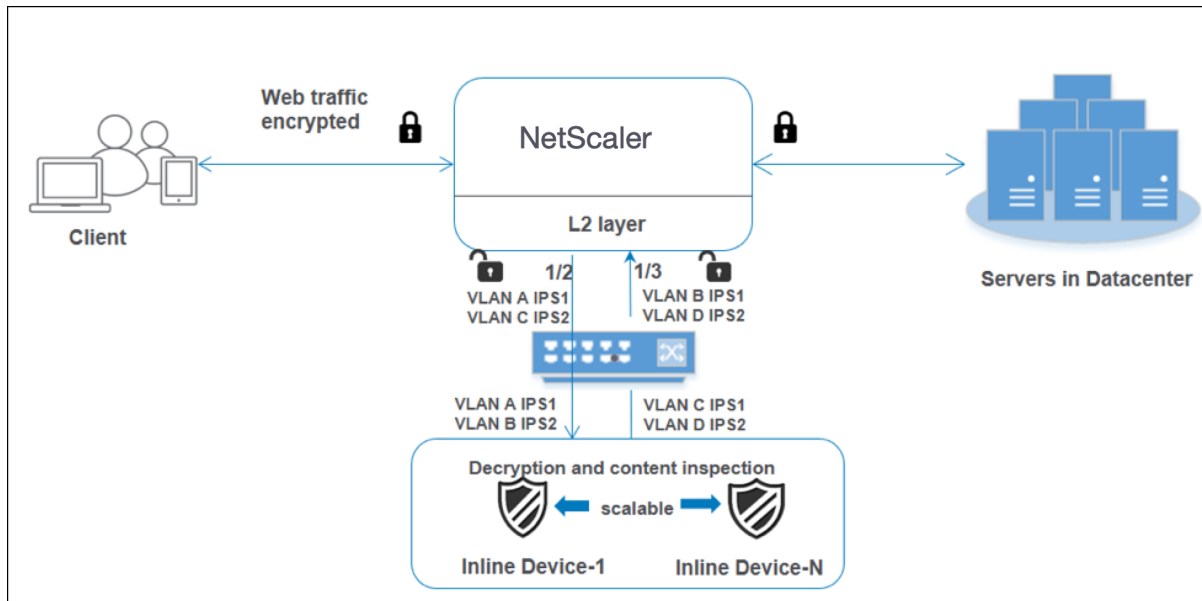 Web traffic
encrypted
NetScaler
L2 layer
Client
Servers in Datacenter
1/2
1/3
VLAN A IPS1
VLAN C IPS2
VLAN B IPS1
VLAN D IPS2
VLAN A IPS1
VLAN B IPS2
VLAN C IPS1
VLAN D IPS2
Decryption and content inspection
scalable
Inline Device-1
Inline Device-N